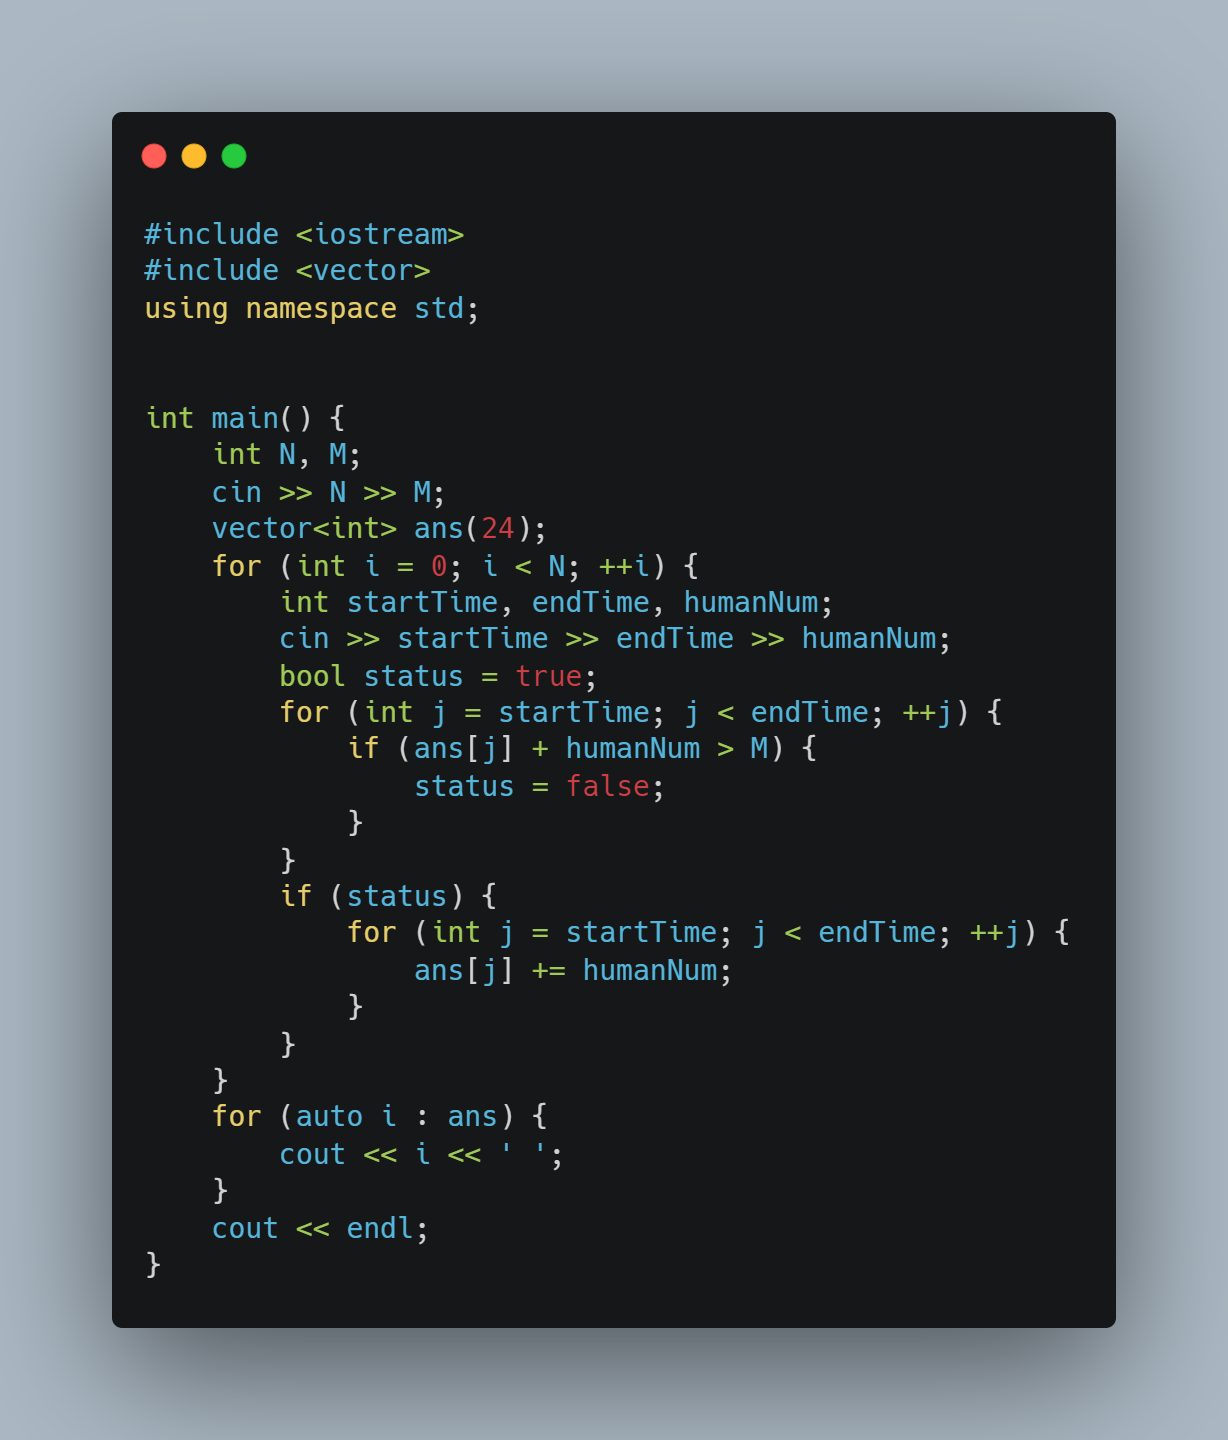 #include <iostream>
#include <vector>
using namespace std;


int main() {
    int N, M;
    cin >> N >> M;
    vector<int> ans(24);
    for (int i = 0; i < N; ++i) {
        int startTime, endTime, humanNum;
        cin >> startTime >> endTime >> humanNum;
        bool status = true;
        for (int j = startTime; j < endTime; ++j) {
            if (ans[j] + humanNum > M) {
                status = false;
            }
        }
        if (status) {
            for (int j = startTime; j < endTime; ++j) {
                ans[j] += humanNum;
            }
        }
    }
    for (auto i : ans) {
        cout << i << ' ';
    }
    cout << endl;
}